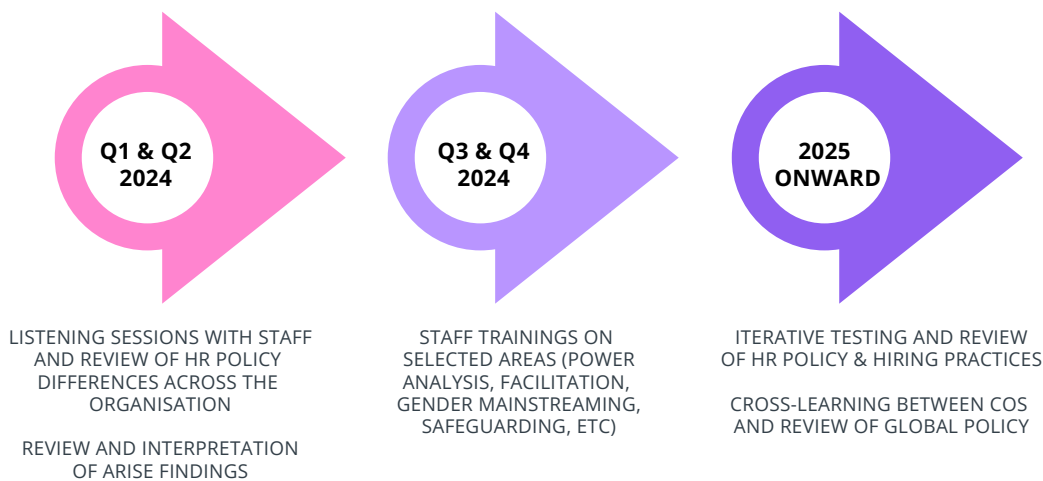 Q1 & Q2
2024
LISTENING SESSIONS WITH STAFF
AND REVIEW OF HR POLICY
DIFFERENCES ACROSS THE
ORGANISATION
REVIEW AND INTERPRETATION
OF ARISE FINDINGS
Q3 & Q4
2024
STAFF TRAININGS ON
SELECTED AREAS (POWER
ANALYSIS, FACILITATION,
GENDER MAINSTREAMING,
SAFEGUARDING, ETC)
2025
ONWARD
ITERATIVE TESTING AND REVIEW
OF HR POLICY & HIRING PRACTICES
CROSS-LEARNING BETWEEN COS
AND REVIEW OF GLOBAL POLICY